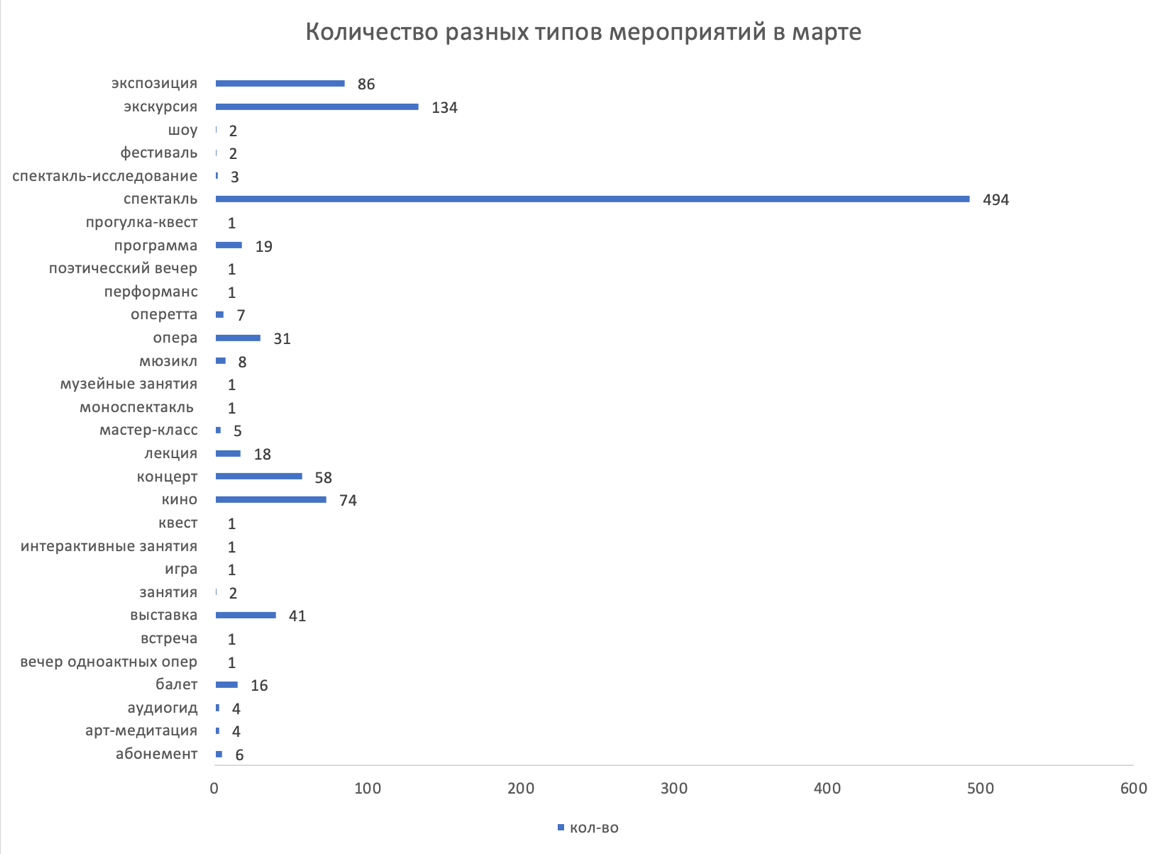 Количество разных типов мероприятий в марте
экспозиция 86
экскурсия 134
шоу 2
фестиваль 2
спектакль-исследование 3
спектакль 494
прогулка-квест 1
программа 19
поэтичесский вечер 1
перформанс 1
оперетта 7
опера 31
мюзикл 8
музейные занятия 1
моноспектакль 1
мастер-класс 5
лекция 18
концерт 58
кино 74
квест 1
интерактивные занятия 1
игра 1
занятия 2
выставка 41
встреча 1
вечер одноактных опер 1
балет 16
аудиогид 4
арт-медитация 4
абонемент 6
0 100 200 300 400 500 600
кол-во